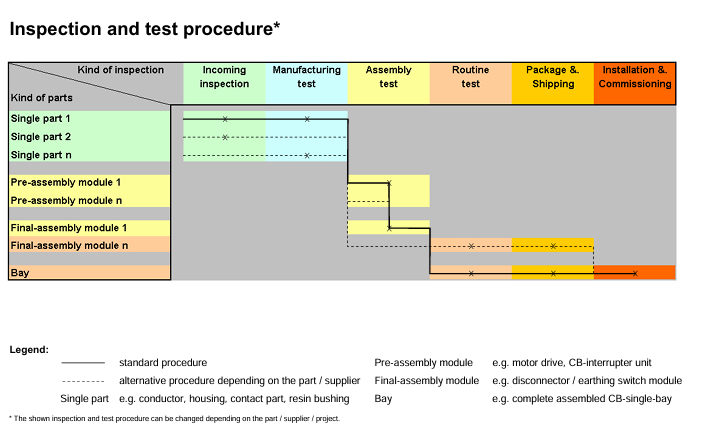 Inspection and test procedure*
Kind of inspection
Kind of parts
Incoming inspection
Manufacturing test
Assembly test
Routine test
Package &. Shipping
Installation &. Commissioning
Single part 1
Single part 2
Single part n
Pre-assembly module 1
Pre-assembly module n
Final-assembly module 1
Final-assembly module n
Bay
Legend:
standard procedure
Pre-assembly module e.g. motor drive, CB-interrupter unit
alternative procedure depending on the part / supplier
Final-assembly module e.g. disconnector / earthing switch module
Single part e.g. conductor, housing, contact part, resin bushing
Bay e.g. complete assembled CB-single-bay
* The shown inspection and test procedure can be changed depending on the part / supplier / project.